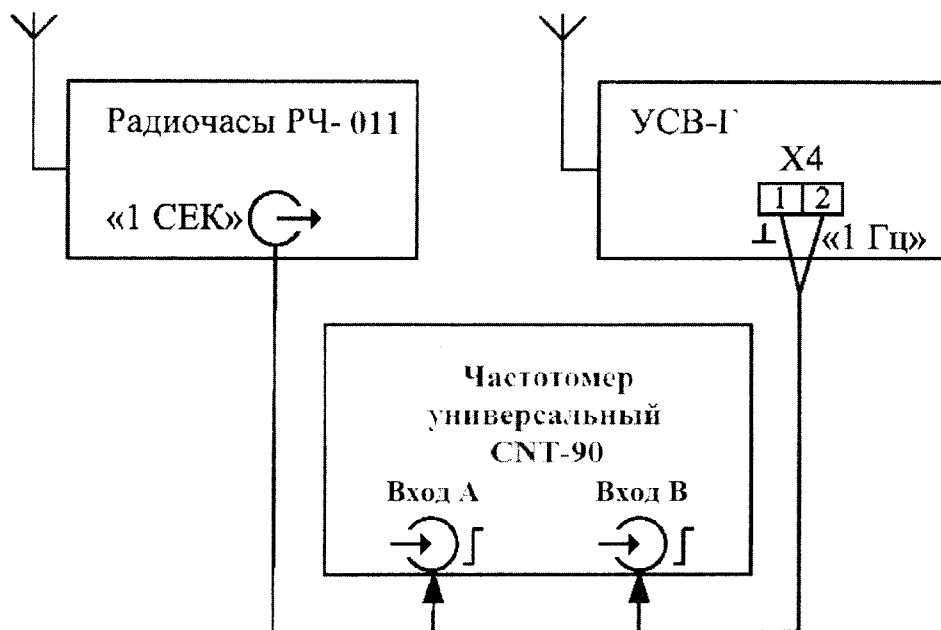 Радиочасы РЧ- 011
«1 СЕК»
УСВ-Г
X4
1 2
«1 Гц»
Частотомер
универсальный
CNT-90
Вход А
Вход В